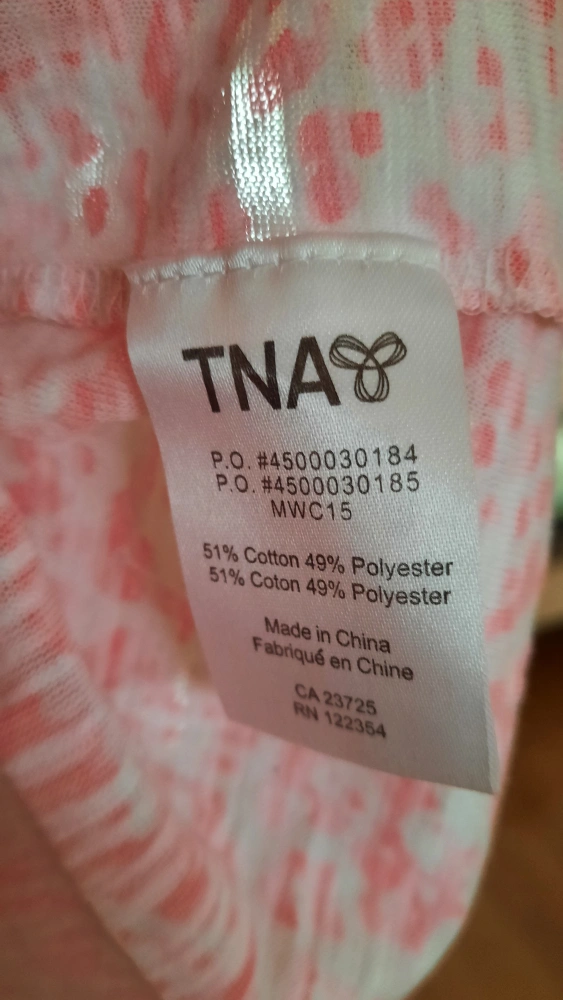 TNA
P.O. #4500030184
P.O. #4500030185
MWC15
51% Cotton 49% Polyester
51% Coton 49% Polyester
Made in China
Fabriqué en Chine
CA 23725
RN 122354